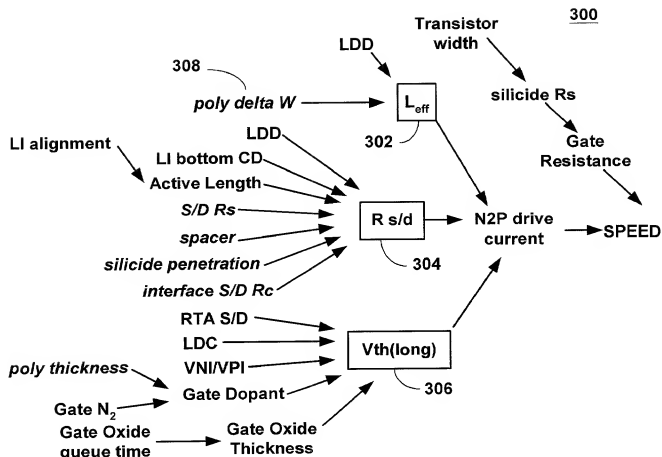 Transistor
width
300
LDD
308
poly delta W
L_eff
silicide Rs
302
Gate
Resistance
LI alignment
LDD
LI bottom CD
Active Length
S/D Rs
spacer
silicide penetration
interface S/D Rc
R s/d
304
N2P drive
current
SPEED
RTA S/D
LDC
VNI/VPI
Gate Dopant
Vth(long)
306
poly thickness
Gate N₂
Gate Oxide
queue time
Gate Oxide
Thickness